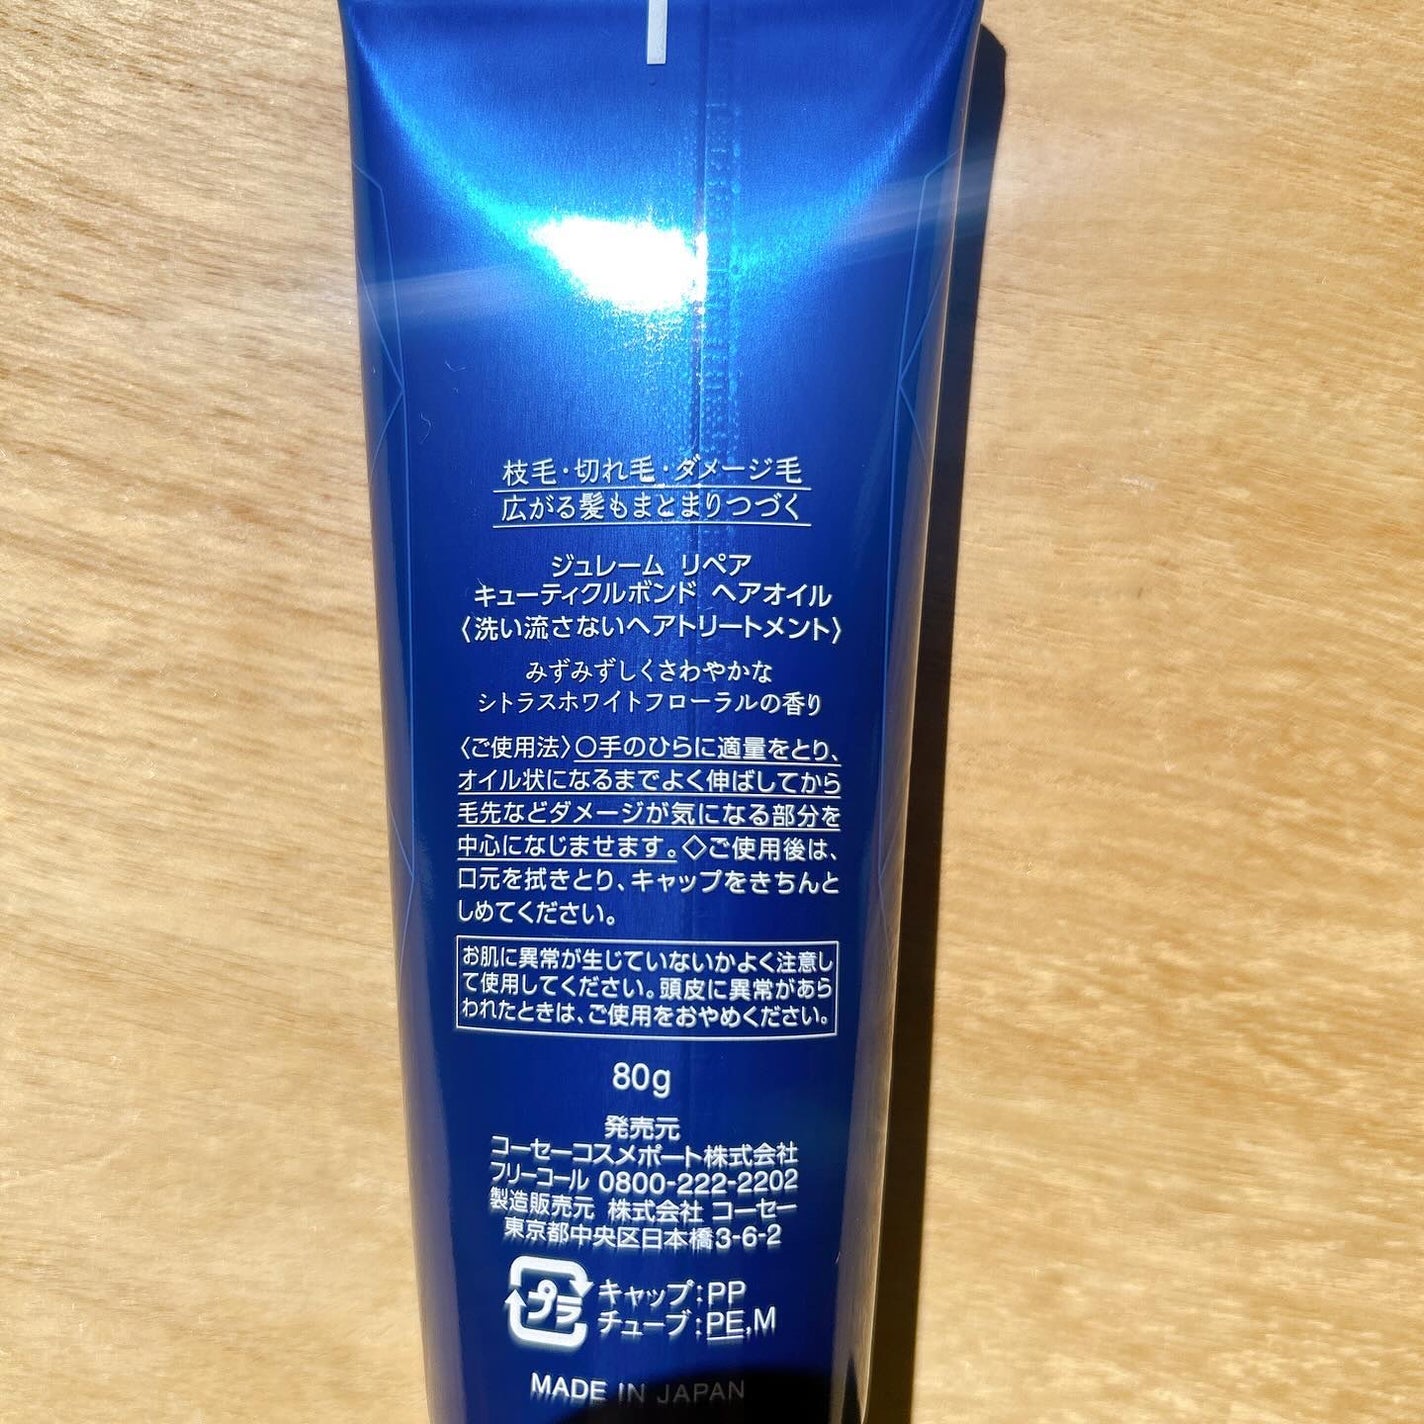 枝毛・切れ毛・ダメージ毛
広がる髪もまとまりつづく
ジュレーム リペア
キューティクルボンド ヘアオイル
〈洗い流さないヘアトリートメント〉
みずみずしくさわやかな
シトラスホワイトフローラルの香り
〈ご使用法〉○手のひらに適量をとり、
オイル状になるまでよく伸ばしてから
毛先などダメージが気になる部分を
中心になじませます。◇ご使用後は、
口元を拭きとり、キャップをきちんと
しめてください。
お肌に異常が生じていないかよく注意し
て使用してください。頭皮に異常があら
われたときは、ご使用をおやめください。
80g
発売元
コーセーコスメポート株式会社
フリーコール 0800-222-2202
製造販売元 株式会社 コーセー
東京都中央区日本橋3-6-2
プラ キャップ:PP
チューブ:PE,M
MADE IN JAPAN